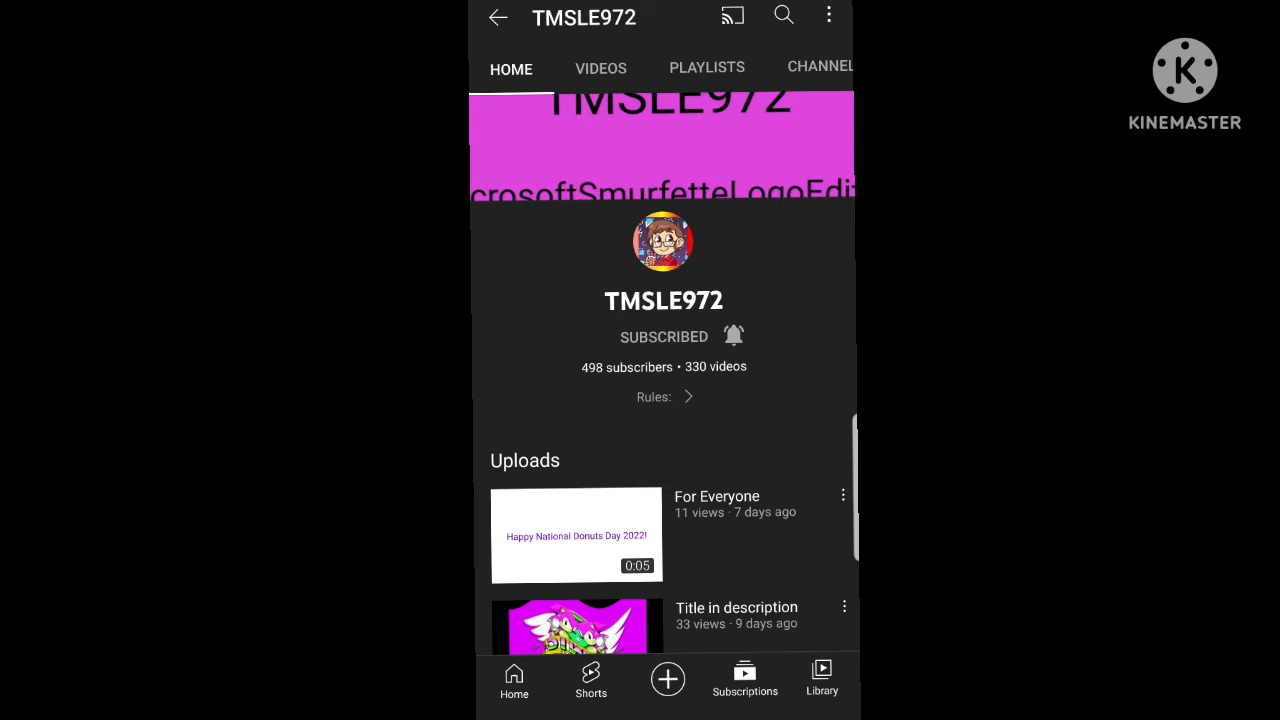 TMSLE972
HOME VIDEOS PLAYLISTS CHANNEL
TMSLE972
crosoftSmurfetteLogoEdit
TMSLE972
SUBSCRIBED
498 subscribers • 330 videos
Rules:
Uploads
For Everyone
11 views · 7 days ago
Happy National Donuts Day 2022!
0:05
Title in description
33 views · 9 days ago
Home Shorts Subscriptions Library
K
KINEMASTER